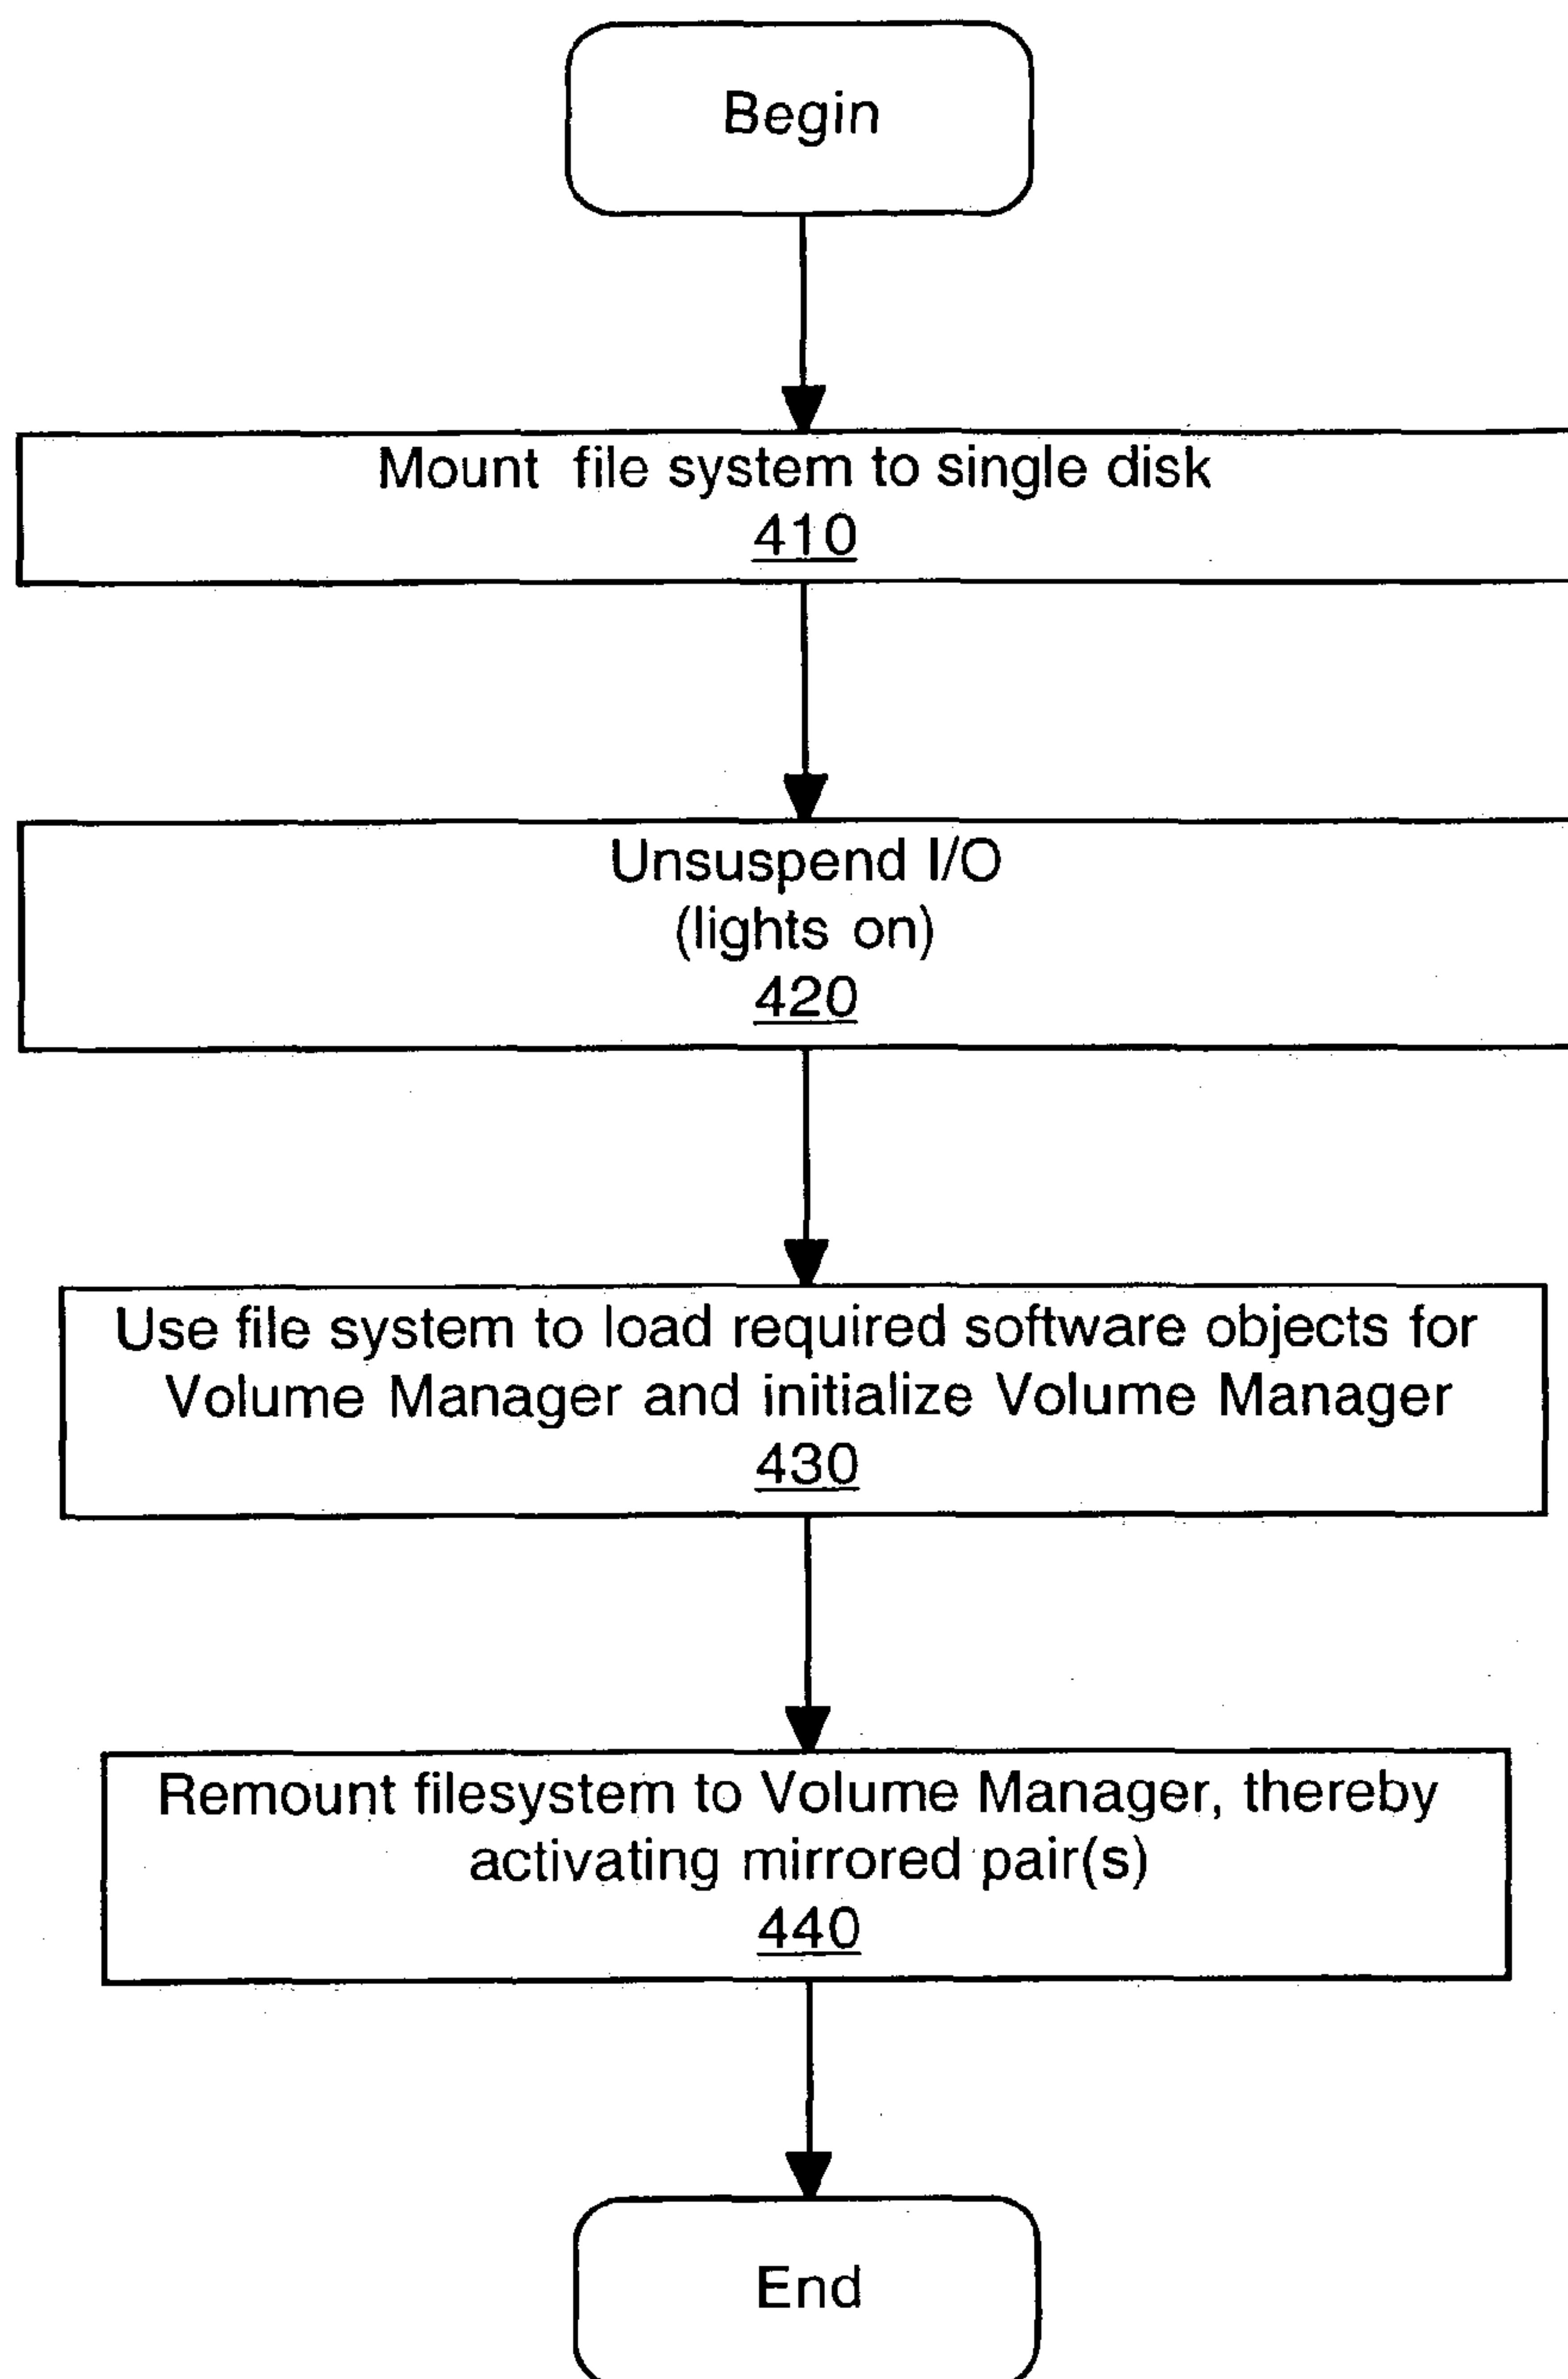 Begin
Mount file system to single disk
410
Unsuspend I/O
(lights on)
420
Use file system to load required software objects for
Volume Manager and initialize Volume Manager
430
Remount filesystem to Volume Manager, thereby
activating mirrored pair(s)
440
End